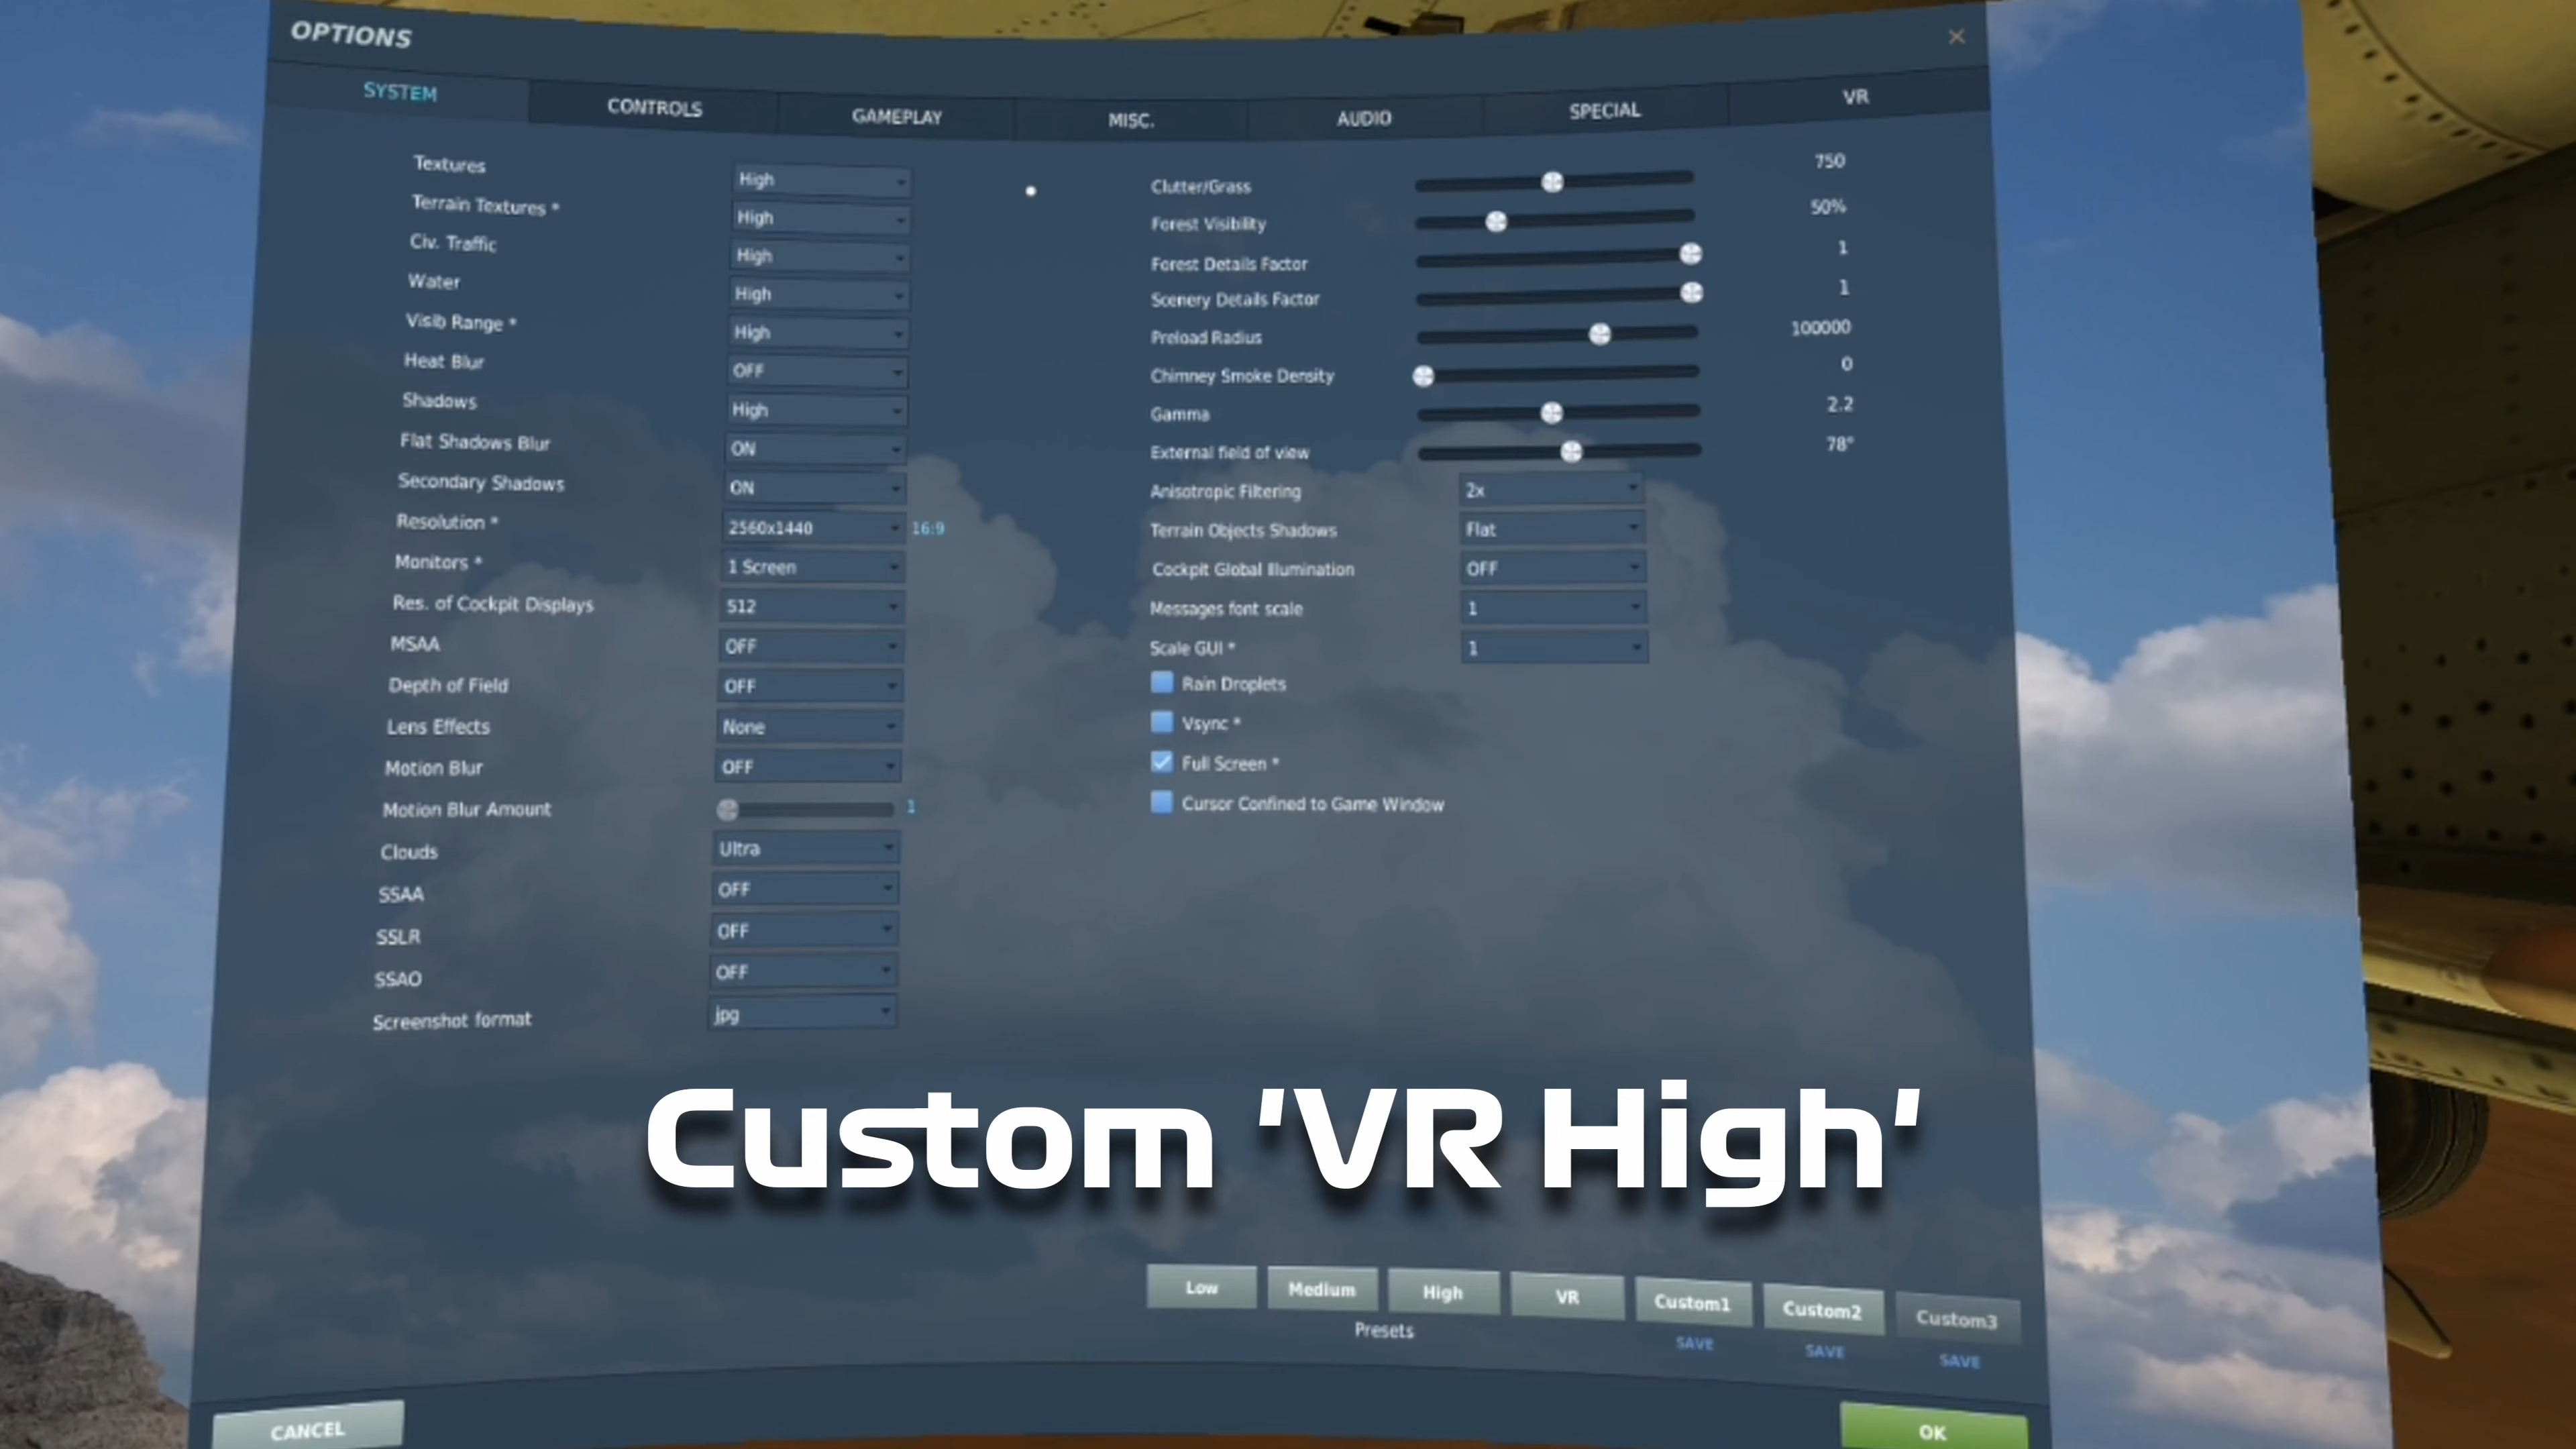 OPTIONS
SYSTEM
CONTROLS
GAMEPLAY
MISC.
AUDIO
SPECIAL
VR
Textures High
Terrain Textures * High
Civ. Traffic High
Water High
Visib Range * High
Heat Blur OFF
Shadows High
Flat Shadows Blur ON
Secondary Shadows ON
Resolution * 2560x1440 16:9
Monitors * 1 Screen
Res. of Cockpit Displays 512
MSAA OFF
Depth of Field OFF
Lens Effects None
Motion Blur OFF
Motion Blur Amount 1
Clouds Ultra
SSAA OFF
SSLR OFF
SSAO OFF
Screenshot format jpg
Clutter/Grass 750
Forest Visibility 50%
Forest Details Factor 1
Scenery Details Factor 1
Preload Radius 100000
Chimney Smoke Density 0
Gamma 2.2
External field of view 78°
Anisotropic Filtering 2x
Terrain Objects Shadows Flat
Cockpit Global Illumination OFF
Messages font scale 1
Scale GUI * 1
Rain Droplets
Vsync *
Full Screen *
Cursor Confined to Game Window
Custom 'VR High'
Low
Medium
High
VR
Custom1
Custom2
Custom3
Presets
SAVE
SAVE
SAVE
CANCEL
OK